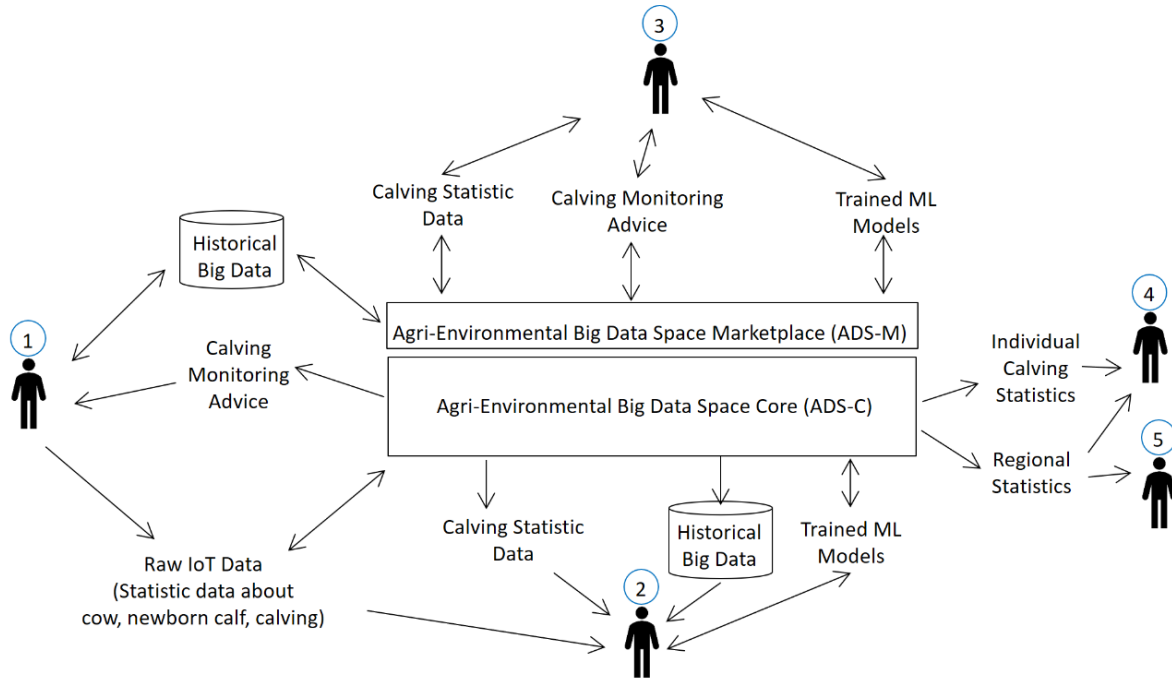 3
Calving Statistic
Data
Calving Monitoring
Advice
Trained ML
Models
Historical
Big Data
4
Agri-Environmental Big Data Space Marketplace (ADS-M)
1
Calving
Monitoring
Advice
Individual
Calving
Statistics
Agri-Environmental Big Data Space Core (ADS-C)
5
Regional
Statistics
Calving Statistic
Data
Historical
Big Data
Trained ML
Models
Raw IoT Data
(Statistic data about
cow, newborn calf, calving)
2